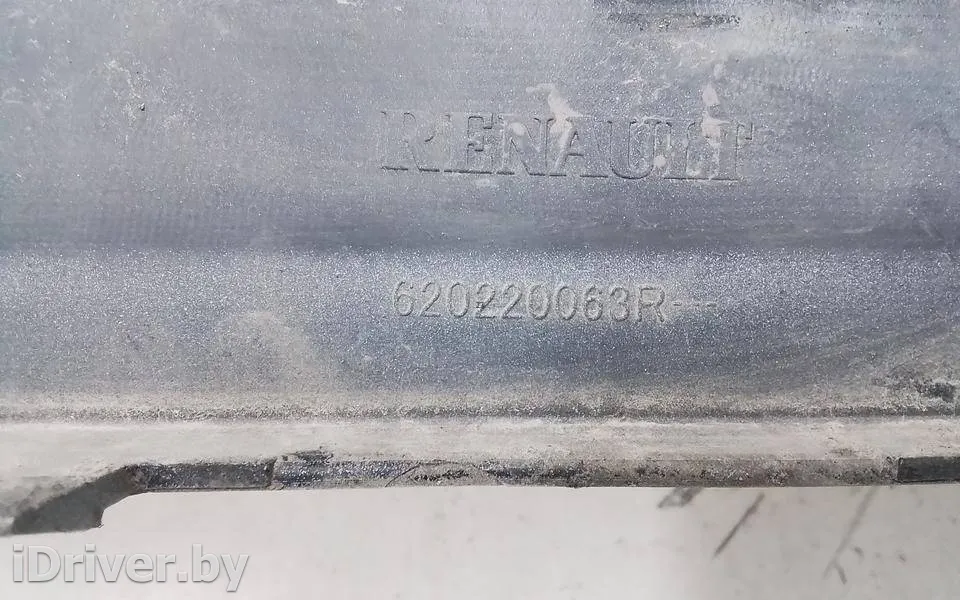 RENAULT
620220063R---
iDriver.by